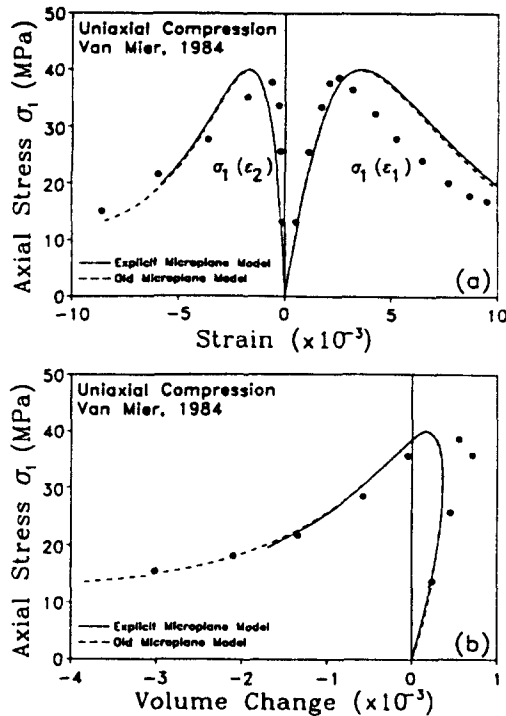 Uniaxial Compression
Van Mier, 1984
σ₁(ε₂)
σ₁(ε₁)
Explicit Microplane Model
Old Microplane Model
(a)
Axial Stress σ₁ (MPa)
50
40
30
20
10
0
-10
-5
0
5
10
Strain (×10⁻³)
Uniaxial Compression
Van Mier, 1984
Explicit Microplane Model
Old Microplane Model
(b)
Axial Stress σ₁ (MPa)
50
40
30
20
10
0
-4
-3
-2
-1
0
1
Volume Change (×10⁻³)